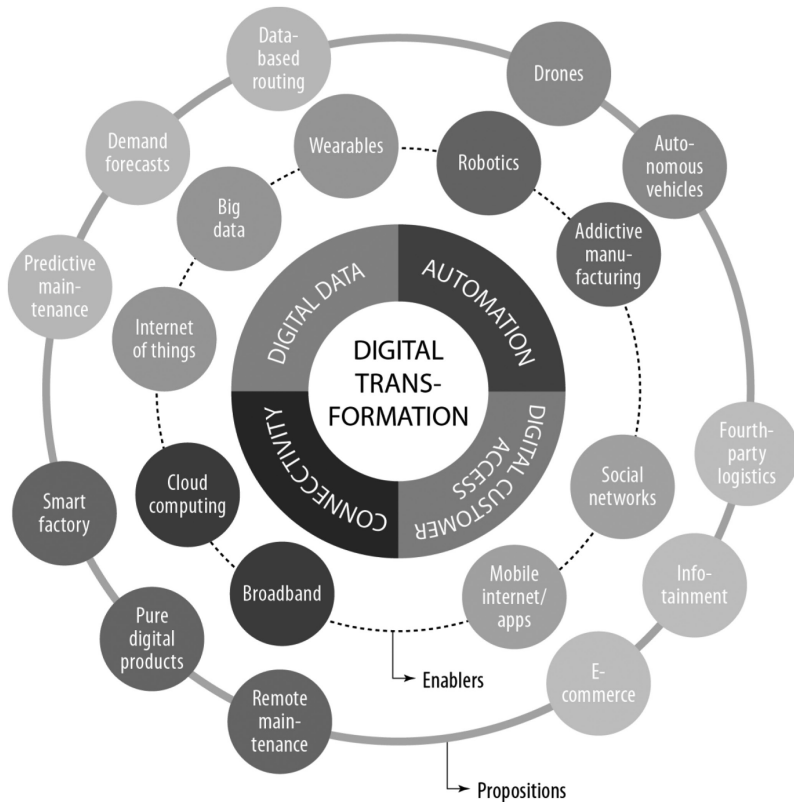 Data-
based
routing
Drones
Demand
forecasts
Wearables
Robotics
Auto-
nomous
vehicles
Big
data
Addictive
manu-
facturing
Predictive
main-
tenance
Internet
of things
DIGITAL DATA
AUTOMATION
DIGITAL
TRANS-
FORMATION
CONNECCTIVITY
DIGITAL CUSTOMER
ACCESS
Fourth-
party
logistics
Cloud
computing
Social
networks
Smart
factory
Broadband
Mobile
internet/
apps
Info-
tainment
Pure
digital
products
Enablers
E-
commerce
Remote
main-
tenance
Propositions